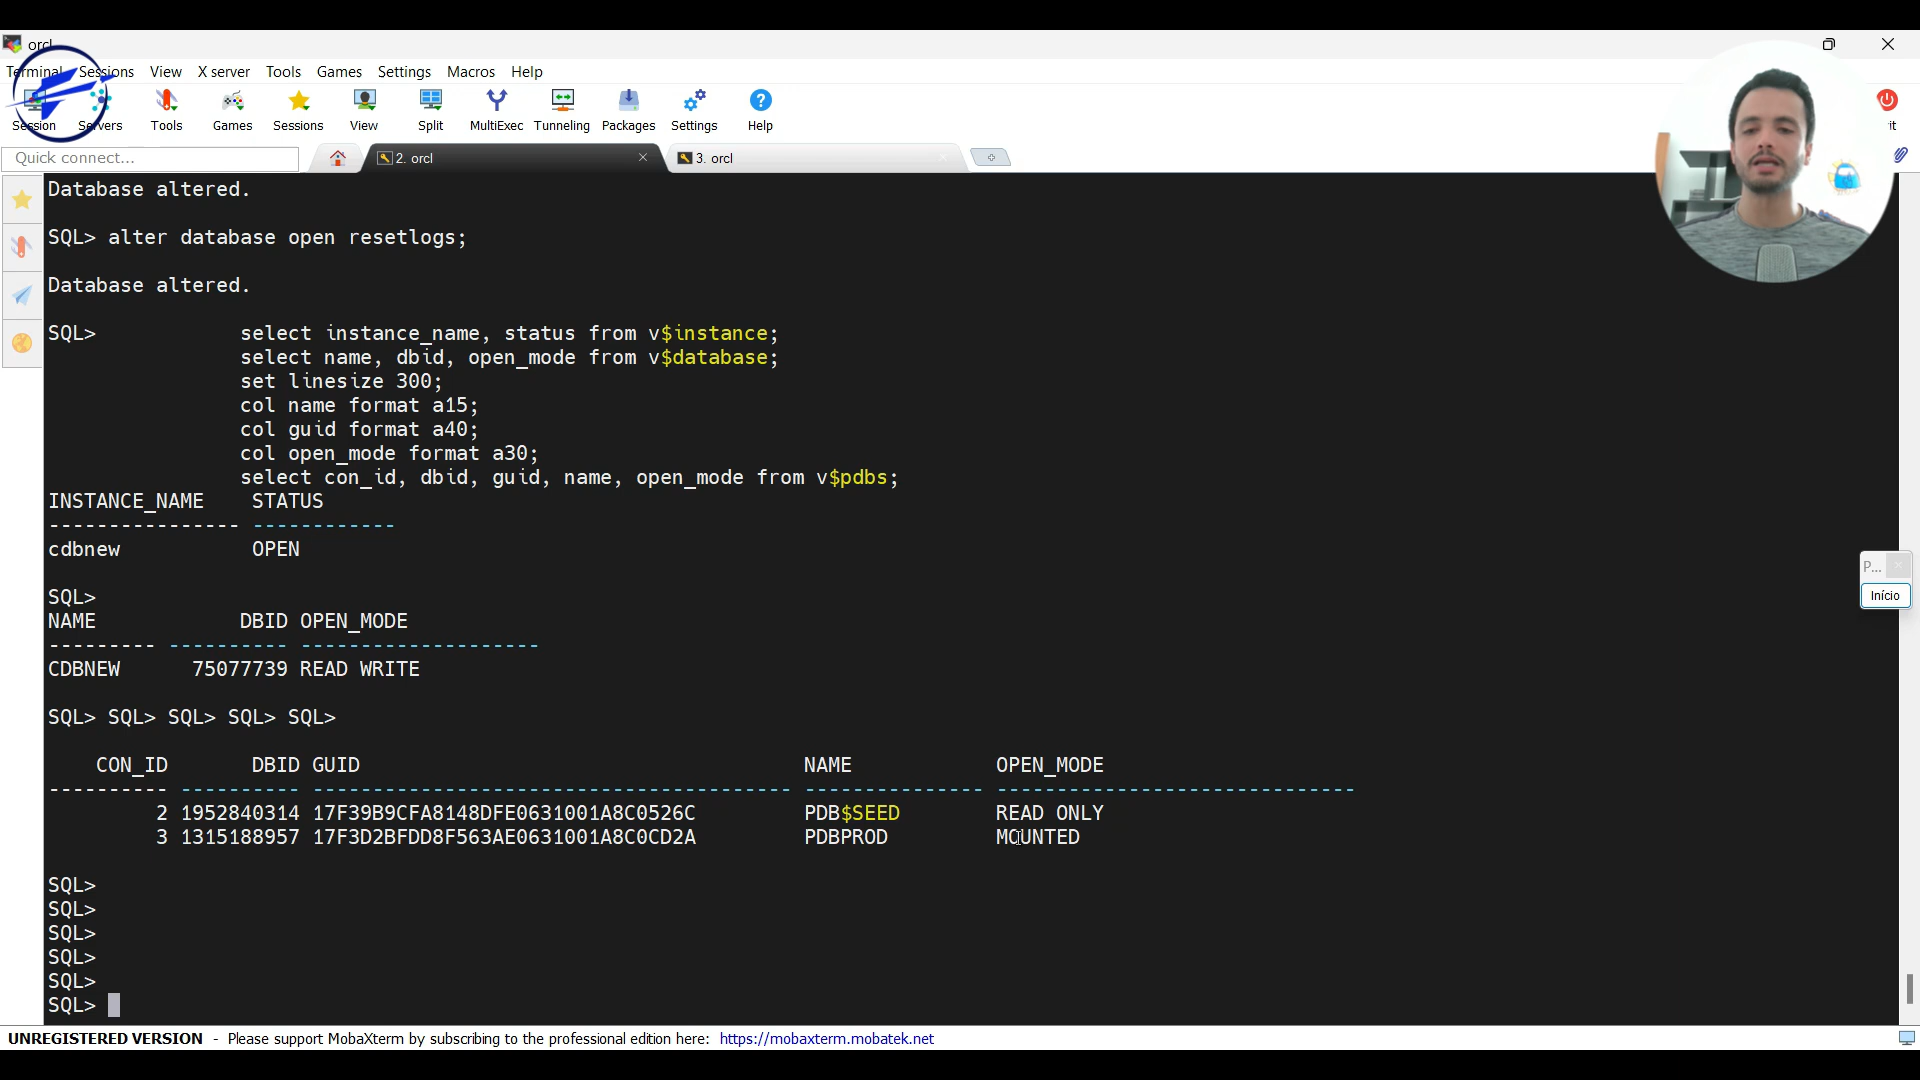 orcl
Terminal Sessions View X server Tools Games Settings Macros Help
Session Servers Tools Games Sessions View Split MultiExec Tunneling Packages Settings Help it
Quick connect...
2. orcl
3. orcl
Database altered.
SQL> alter database open resetlogs;
Database altered.
SQL> select instance_name, status from v$instance;
select name, dbid, open_mode from v$database;
set linesize 300;
col name format a15;
col guid format a40;
col open_mode format a30;
select con_id, dbid, guid, name, open_mode from v$pdbs;
INSTANCE_NAME STATUS
---------------- ------------
cdbnew OPEN
SQL>
NAME DBID OPEN_MODE
--------- ---------- --------------------
CDBNEW 75077739 READ WRITE
SQL> SQL> SQL> SQL> SQL>
CON_ID DBID GUID NAME OPEN_MODE
---------- ---------- ---------------------------------------- --------------- ------------------------------
2 1952840314 17F39B9CFA8148DFE0631001A8C0526C PDB$SEED READ ONLY
3 1315188957 17F3D2BFDD8F563AE0631001A8C0CD2A PDBPROD MOUNTED
SQL>
SQL>
SQL>
SQL>
SQL>
SQL>
P...
Início
UNREGISTERED VERSION - Please support MobaXterm by subscribing to the professional edition here: https://mobaxterm.mobatek.net